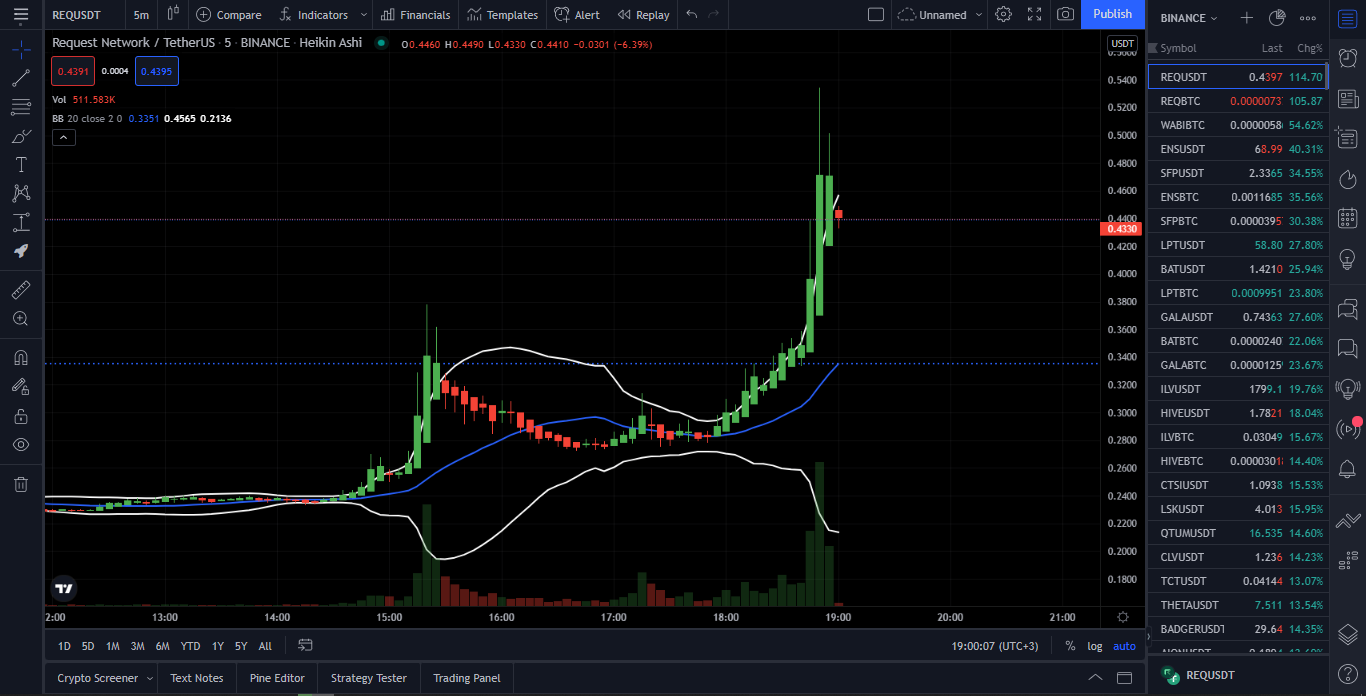 REQUSDT 5m Compare Indicators Financials Templates Alert Replay Unnamed Publish
Request Network / TetherUS · 5 · BINANCE · Heikin Ashi O0.4460 H0.4490 L0.4330 C0.4410 −0.0301 (−6.39%)
0.4391 0.0004 0.4395
Vol 511.583K
BB 20 close 2 0 0.3351 0.4565 0.2136
USDT
0.5600
0.5400
0.5200
0.5000
0.4800
0.4600
0.4400
0.4330
0.4200
0.4000
0.3800
0.3600
0.3400
0.3200
0.3000
0.2800
0.2600
0.2400
0.2200
0.2000
0.1800
2:00 13:00 14:00 15:00 16:00 17:00 18:00 19:00 20:00 21:00
1D 5D 1M 3M 6M YTD 1Y 5Y All 19:00:07 (UTC+3) % log auto
Crypto Screener Text Notes Pine Editor Strategy Tester Trading Panel
BINANCE
Symbol Last Chg%
REQUSDT 0.4397 114.70
REQBTC 0.0000073 105.87
WABIBTC 0.0000058 54.62%
ENSUSDT 68.99 40.31%
SFPUSDT 2.3365 34.55%
ENSBTC 0.0011685 35.56%
SFPBTC 0.0000395 30.38%
LPTUSDT 58.80 27.80%
BATUSDT 1.4210 25.94%
LPTBTC 0.0009951 23.80%
GALAUSDT 0.74363 27.60%
BATBTC 0.0000240 22.06%
GALABTC 0.0000125 23.67%
ILVUSDT 1799.1 19.76%
HIVEUSDT 1.7821 18.04%
ILVBTC 0.03049 15.67%
HIVEBTC 0.0000301 14.40%
CTSIUSDT 1.0938 15.53%
LSKUSDT 4.013 15.95%
QTUMUSDT 16.535 14.60%
CLVUSDT 1.236 14.23%
TCTUSDT 0.04144 13.07%
THETAUSDT 7.511 13.54%
BADGERUSDT 29.64 14.35%
REQUSDT